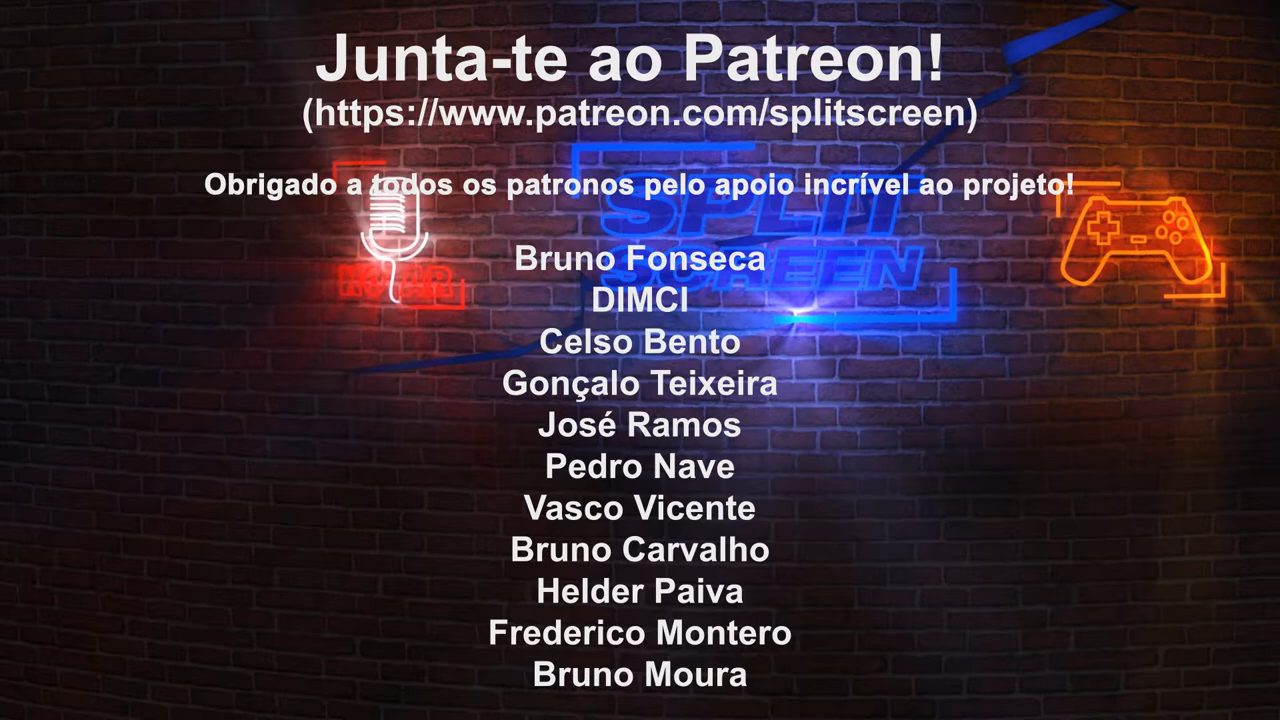 Junta-te ao Patreon!
(https://www.patreon.com/splitscreen)
Obrigado a todos os patronos pelo apoio incrível ao projeto!
SPLIT
SCREEN
Bruno Fonseca
DIMCI
Celso Bento
Gonçalo Teixeira
José Ramos
Pedro Nave
Vasco Vicente
Bruno Carvalho
Helder Paiva
Frederico Montero
Bruno Moura